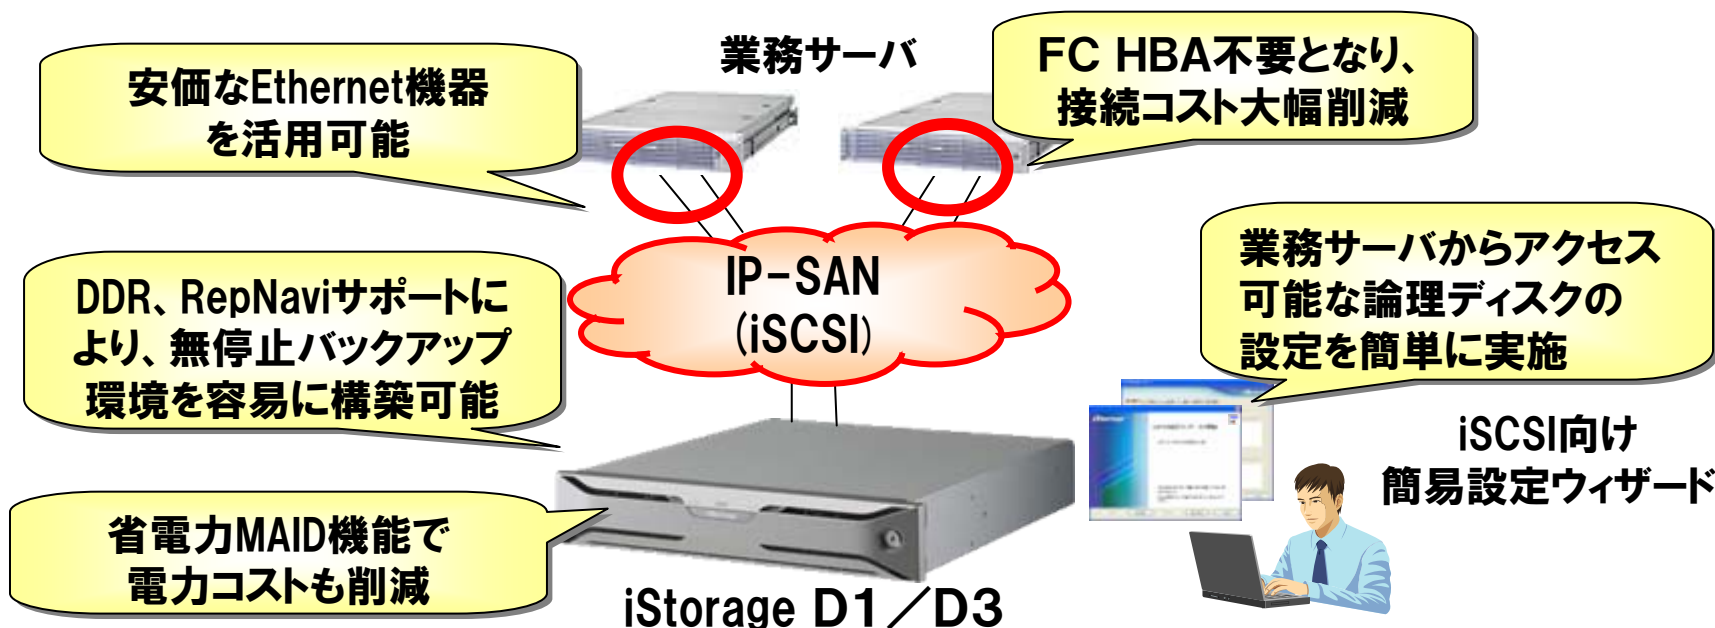 業務サーバ
安価なEthernet機器
を活用可能
FC HBA不要となり、
接続コスト大幅削減
IP-SAN
(iSCSI)
DDR、RepNaviサポートに
より、無停止バックアップ
環境を容易に構築可能
業務サーバからアクセス
可能な論理ディスクの
設定を簡単に実施
iSCSI向け
簡易設定ウィザード
省電力MAID機能で
電力コストも削減
iStorage D1／D3